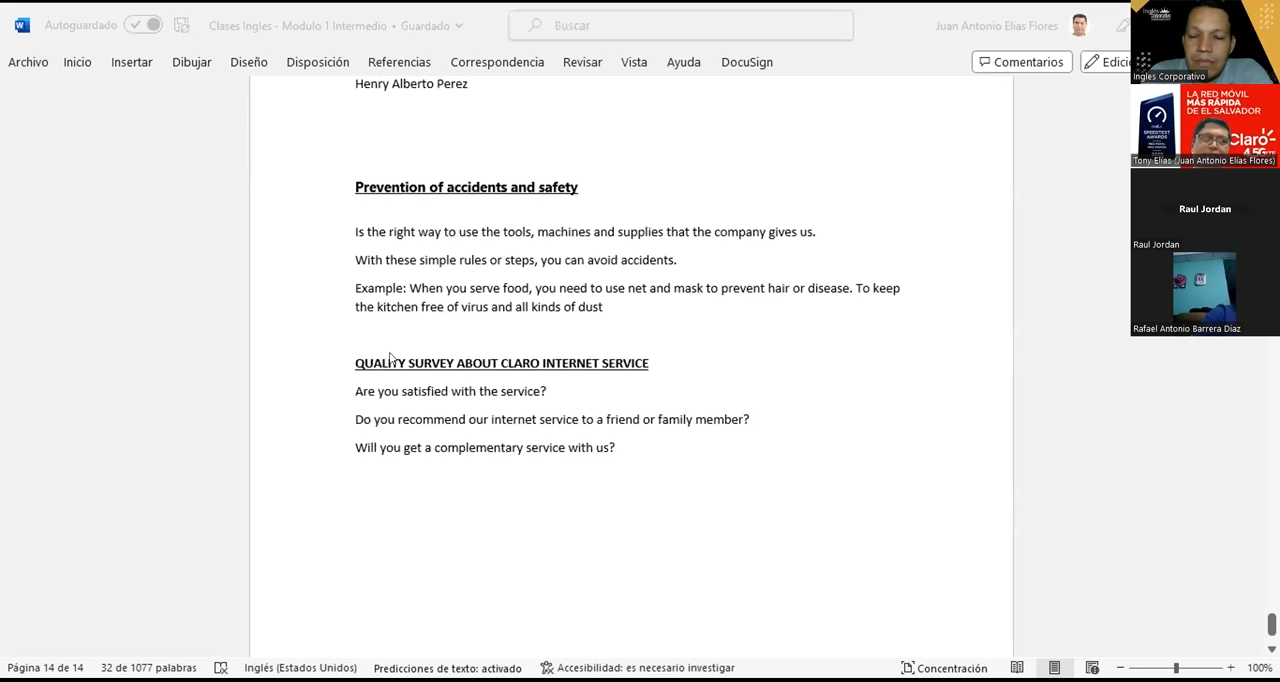 Autoguardado
Clases Ingles - Modulo 1 Intermedio • Guardado
Buscar
Juan Antonio Elias Flores
Archivo Inicio Insertar Dibujar Diseño Disposición Referencias Correspondencia Revisar Vista Ayuda DocuSign
Comentarios
Edició
Henry Alberto Perez
Prevention of accidents and safety
Is the right way to use the tools, machines and supplies that the company gives us.
With these simple rules or steps, you can avoid accidents.
Example: When you serve food, you need to use net and mask to prevent hair or disease. To keep
the kitchen free of virus and all kinds of dust
QUALITY SURVEY ABOUT CLARO INTERNET SERVICE
Are you satisfied with the service?
Do you recommend our internet service to a friend or family member?
Will you get a complementary service with us?
Ingles Corporativo
LA RED MÓVIL
MÁS RÁPIDA
DE EL SALVADOR
SPEEDTEST
AWARDS
Claro
4.5G
Tony Elías (Juan Antonio Elías Flores)
Raul Jordan
Raul Jordan
Rafael Antonio Barrera Diaz
Página 14 de 14 32 de 1077 palabras Inglés (Estados Unidos) Predicciones de texto: activado Accesibilidad: es necesario investigar Concentración 100%